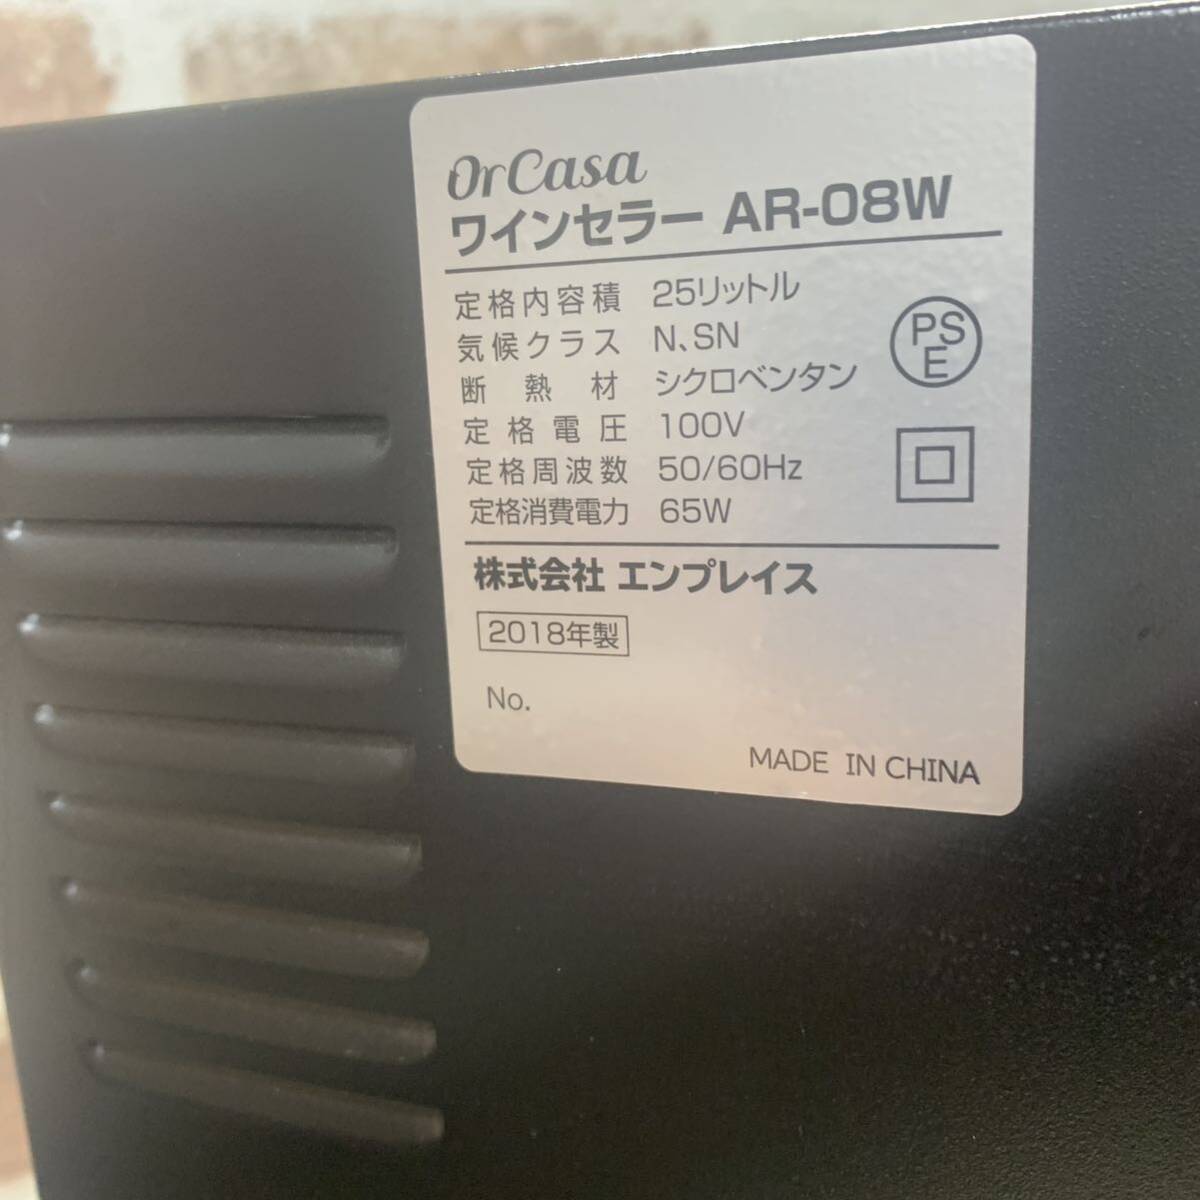 OrCasa
ワインセラー AR-08W
定格内容積 25リットル
気候クラス N、SN
断熱材 シクロベンタン
定格電圧 100V
定格周波数 50/60Hz
定格消費電力 65W
PS
E
株式会社 エンプレイス
2018年製
No.
MADE IN CHINA